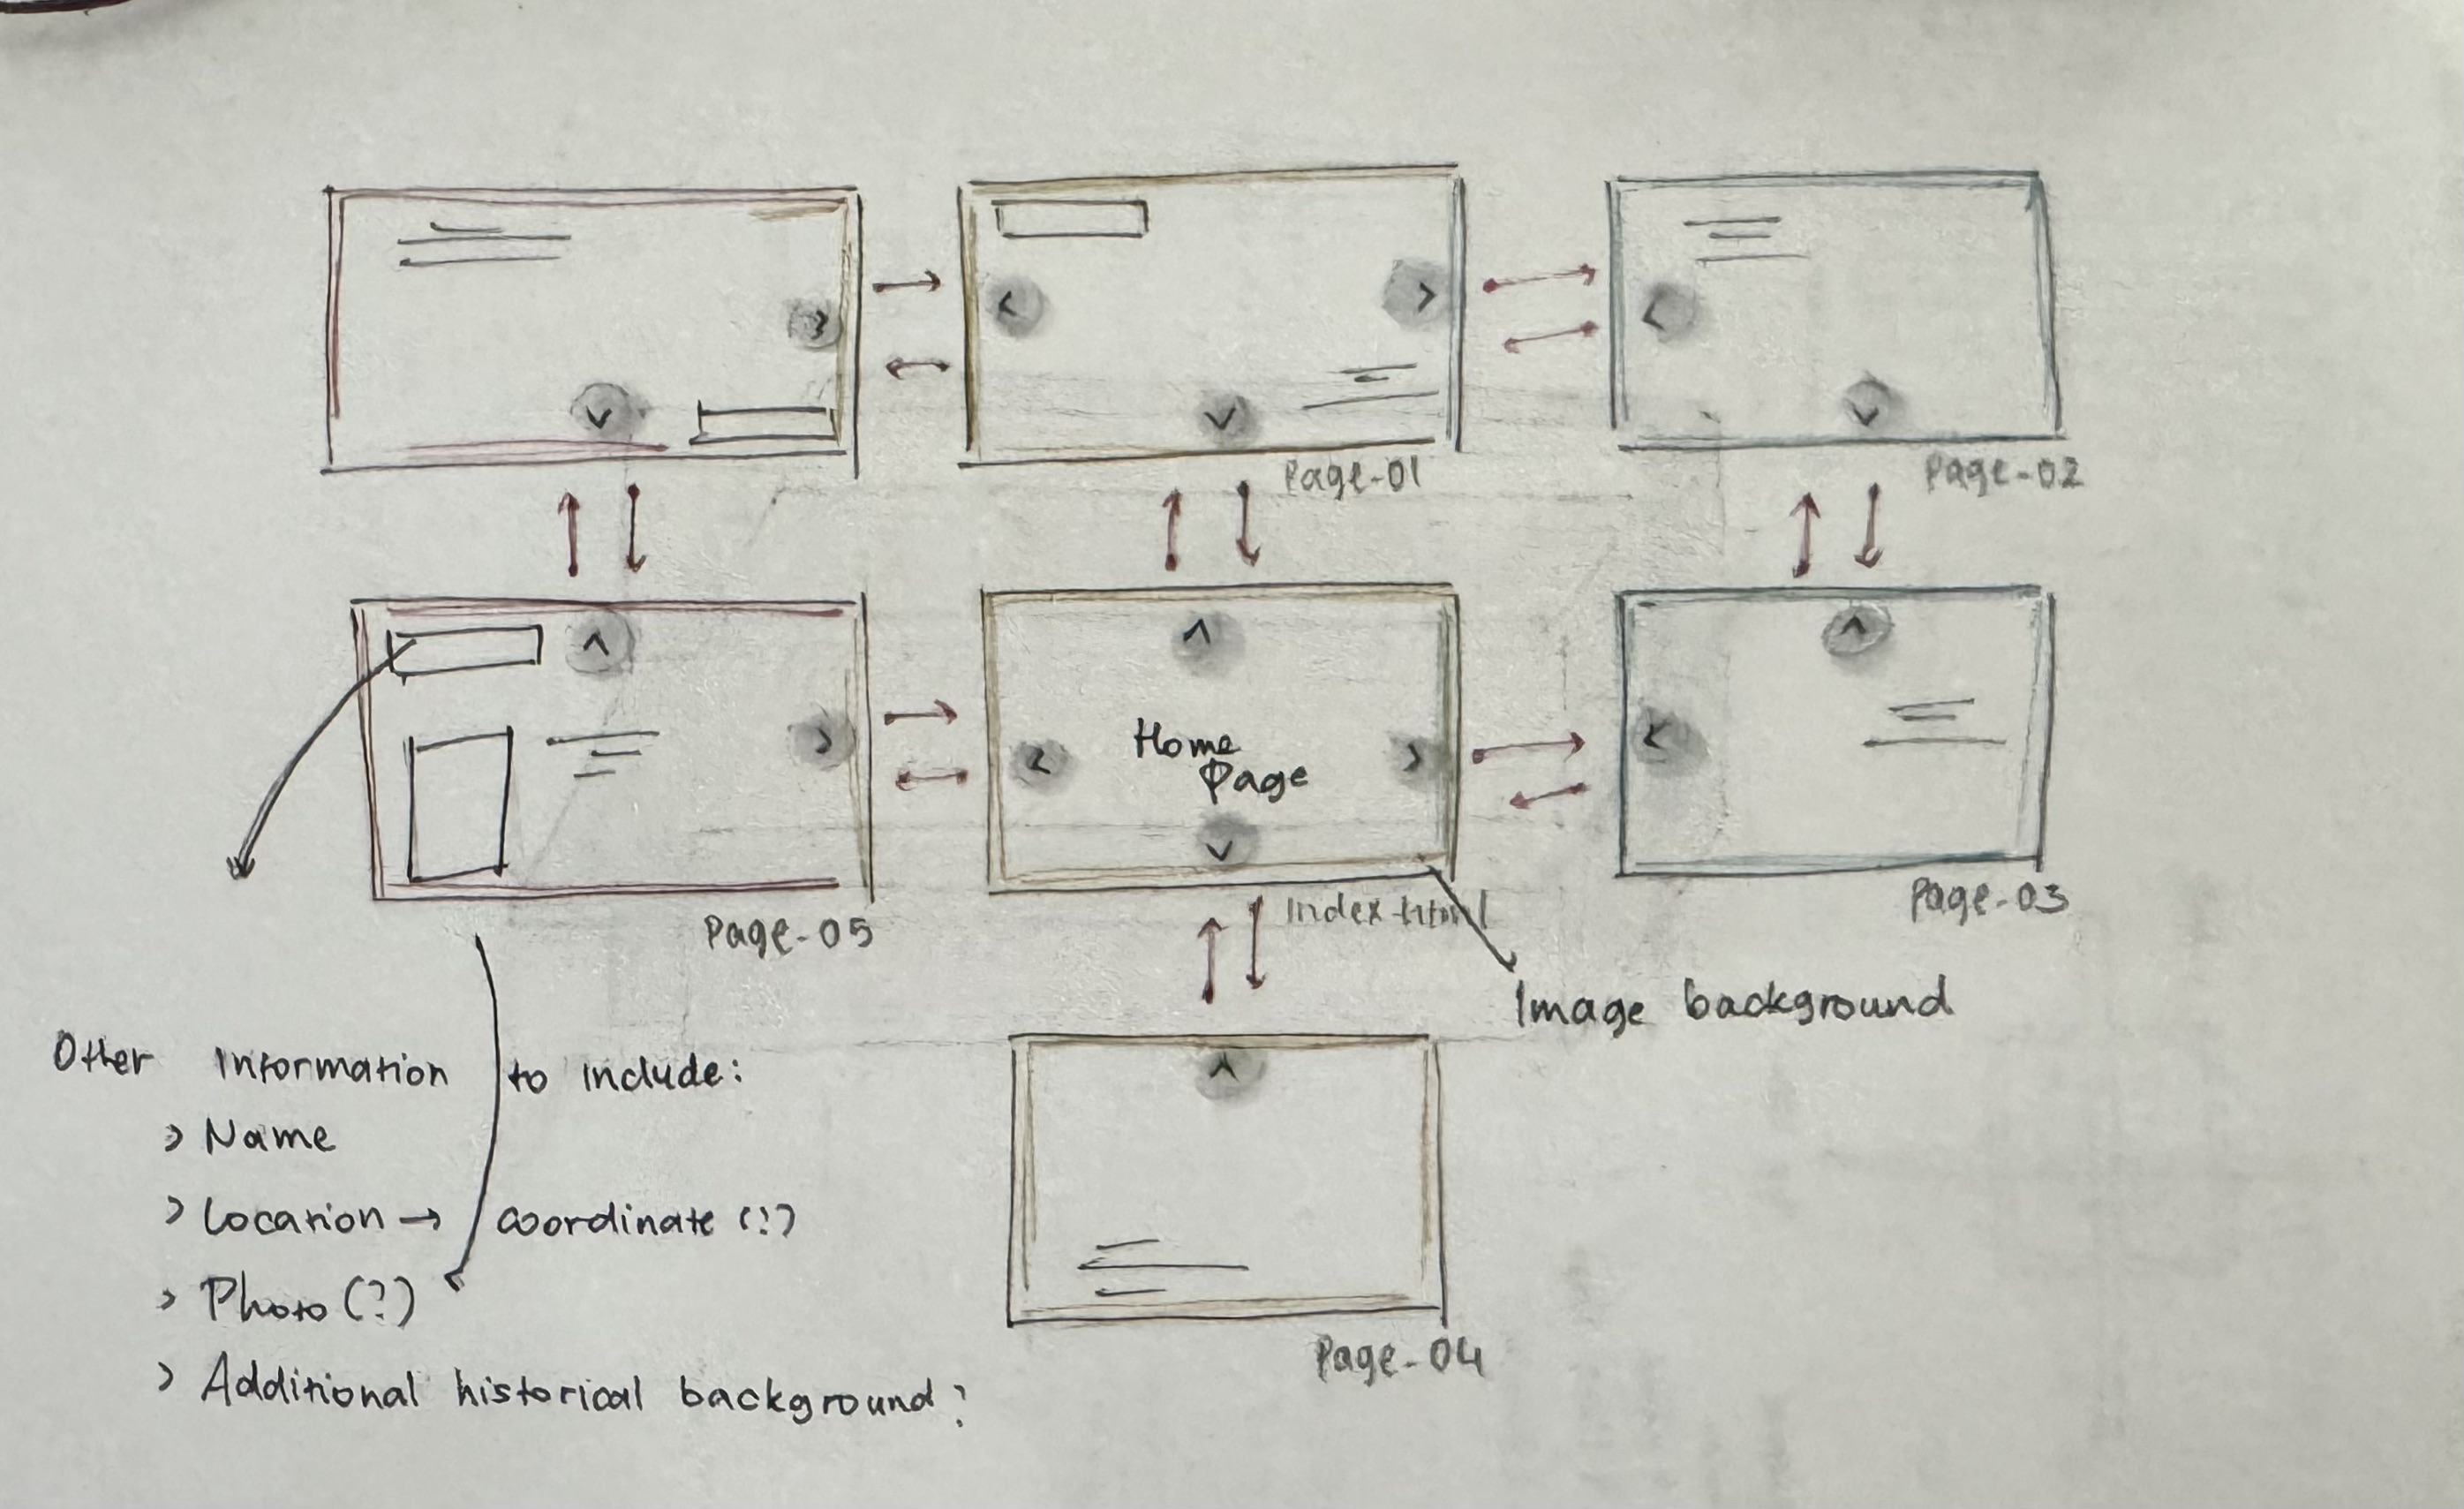 Page-01
Page-02
Home
Page
Index.html
Page-03
Page-05
Image background
Other Information to include:
> Name
> Location → coordinate (?)
> Photo (?)
> Additional historical background?
Page-04